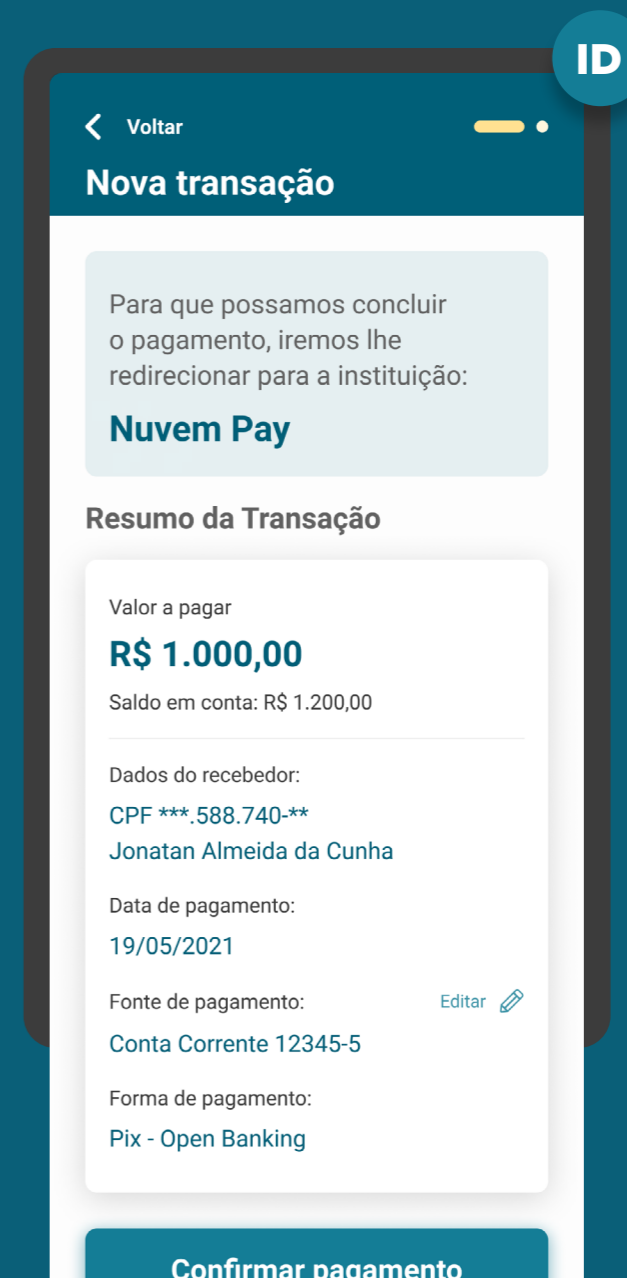 ID
Voltar
Nova transação
Para que possamos concluir
o pagamento, iremos lhe
redirecionar para a instituição:
Nuvem Pay
Resumo da Transação
Valor a pagar
R$ 1.000,00
Saldo em conta: R$ 1.200,00
Dados do recebedor:
CPF ***.588.740-**
Jonatan Almeida da Cunha
Data de pagamento:
19/05/2021
Fonte de pagamento:
Editar
Conta Corrente 12345-5
Forma de pagamento:
Pix - Open Banking
Confirmar pagamento